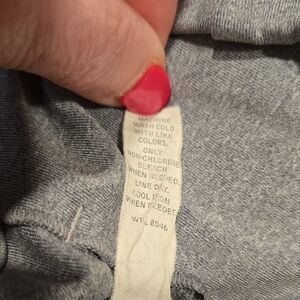 MACHINE
WASH COLD
WITH LIKE
COLORS.
ONLY
NON-CHLORINE
BLEACH
WHEN NEEDED.
LINE DRY.
COOL IRON
WHEN NEEDED
WPL 8046